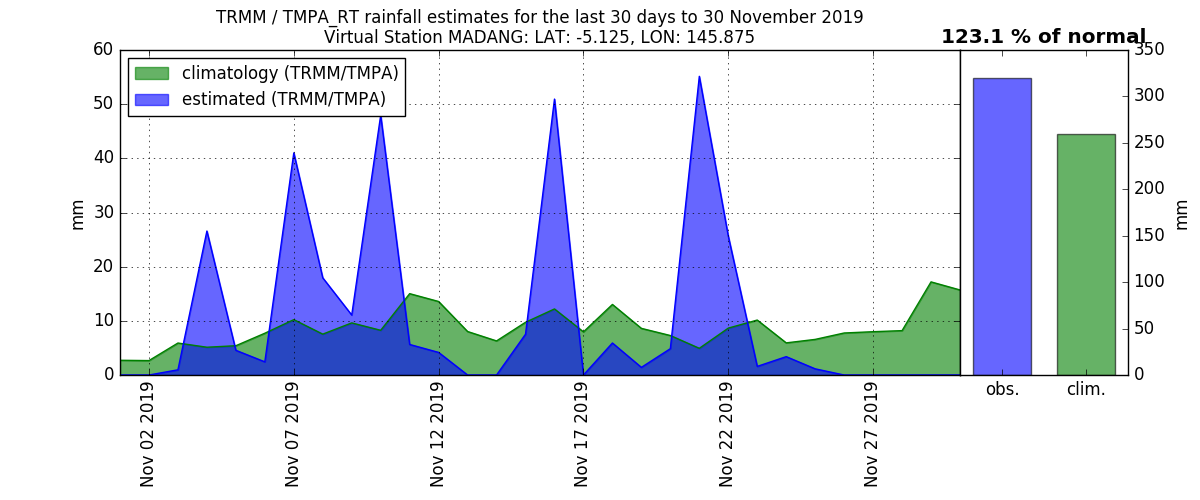 TRMM / TMPA_RT rainfall estimates for the last 30 days to 30 November 2019
Virtual Station MADANG: LAT: -5.125, LON: 145.875
123.1 % of normal
climatology (TRMM/TMPA)
estimated (TRMM/TMPA)
60
50
40
30
20
10
0
mm
Nov 02 2019
Nov 07 2019
Nov 12 2019
Nov 17 2019
Nov 22 2019
Nov 27 2019
obs.
clim.
350
300
250
200
150
100
50
0
mm